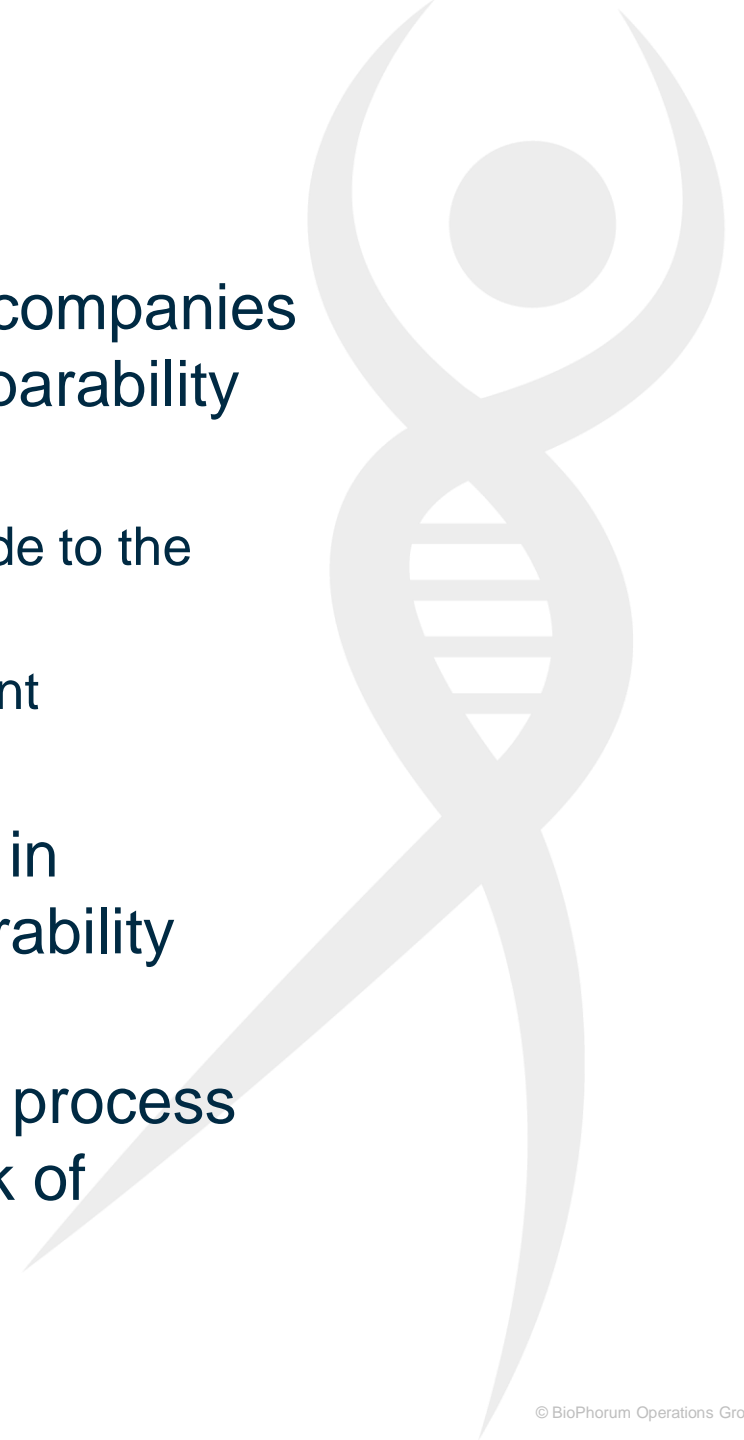 companies
parability
de to the
nt
in
rability
process
k of
© BioPhorum Operations Gro